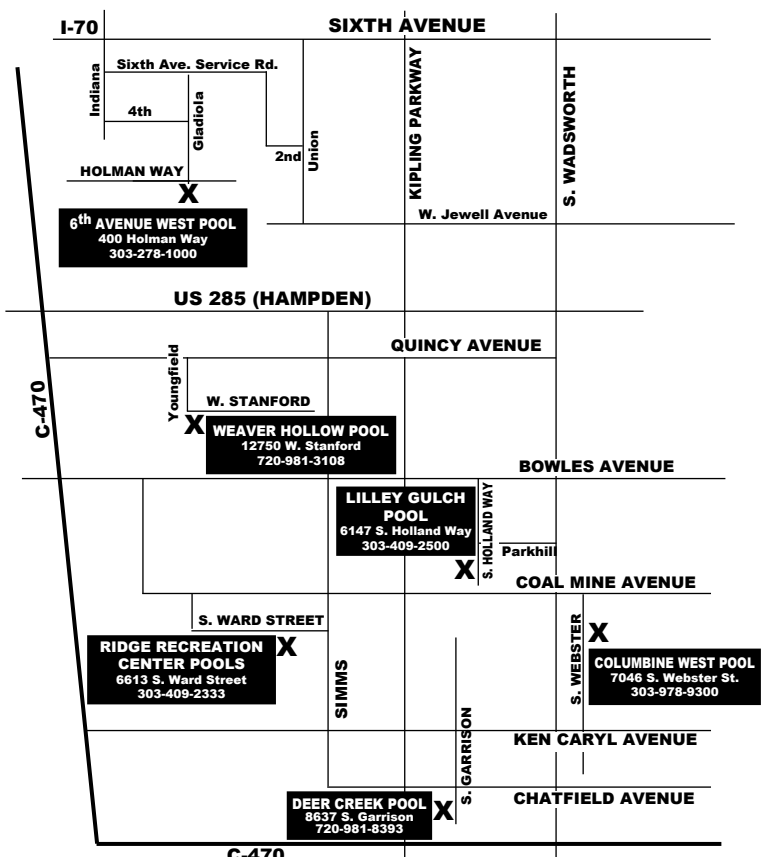 I-70
SIXTH AVENUE
Sixth Ave. Service Rd.
Indiana
4th
Gladiola
2nd
Union
KIPLING PARKWAY
S. WADSWORTH
HOLMAN WAY
X
6th AVENUE WEST POOL
400 Holman Way
303-278-1000
W. Jewell Avenue
US 285 (HAMPDEN)
QUINCY AVENUE
Youngfield
W. STANFORD
C-470
X
WEAVER HOLLOW POOL
12750 W. Stanford
720-981-3108
BOWLES AVENUE
LILLEY GULCH
POOL
6147 S. Holland Way
303-409-2500
X
S. HOLLAND WAY
Parkhill
COAL MINE AVENUE
S. WARD STREET
X
RIDGE RECREATION
CENTER POOLS
6613 S. Ward Street
303-409-2333
SIMMS
S. WEBSTER
X
COLUMBINE WEST POOL
7046 S. Webster St.
303-978-9300
KEN CARYL AVENUE
S. GARRISON
DEER CREEK POOL
8637 S. Garrison
720-981-8393
X
CHATFIELD AVENUE
C-470